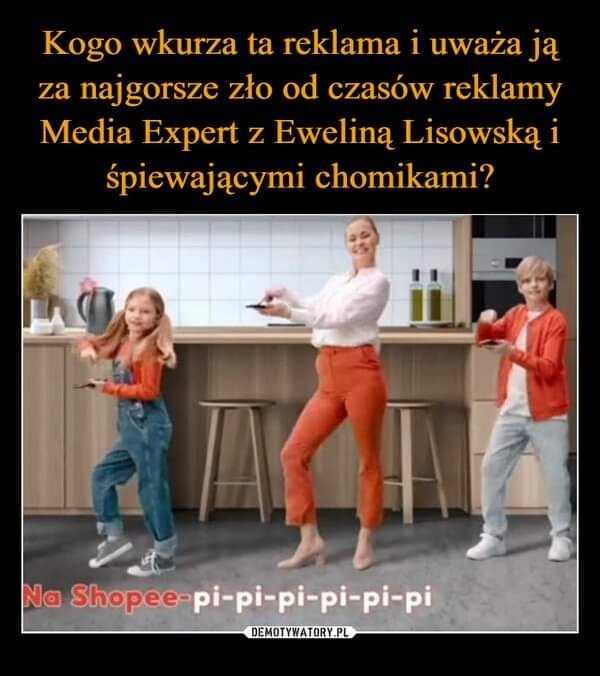 Kogo wkurza ta reklama i uważa ją
za najgorsze zło od czasów reklamy
Media Expert z Eweliną Lisowską i
śpiewającymi chomikami?
Na Shopee-pi-pi-pi-pi-pi-pi
DEMOTYWATORY.PL